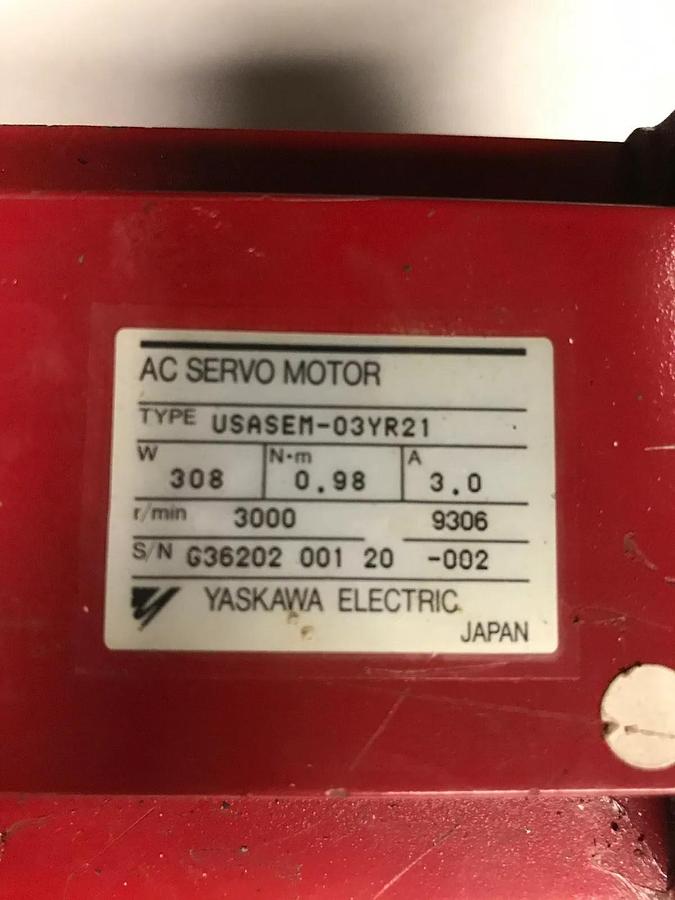 AC SERVO MOTOR
TYPE USASEM-03YR21
W 308 N·m 0.98 A 3.0
r/min 3000 9306
S/N G36202 001 20 -002
YASKAWA ELECTRIC
JAPAN